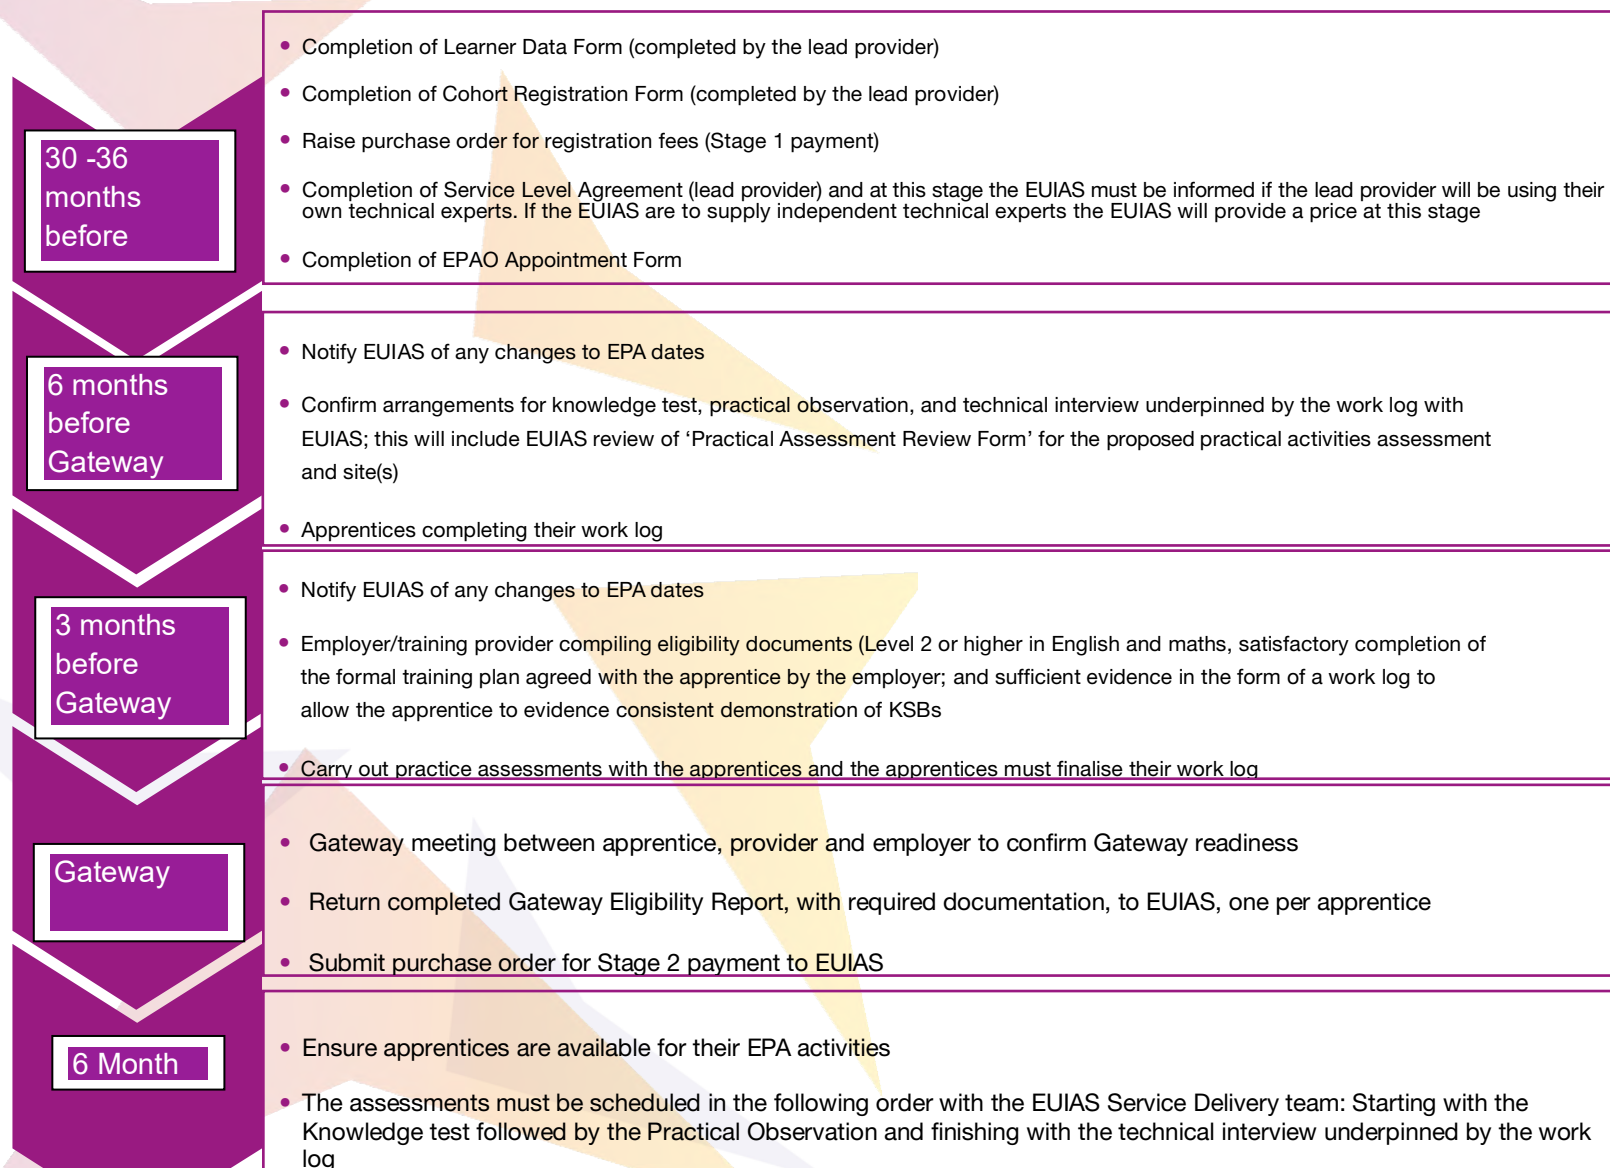 • Completion of Learner Data Form (completed by the lead provider)
• Completion of Cohort Registration Form (completed by the lead provider)
• Raise purchase order for registration fees (Stage 1 payment)
• Completion of Service Level Agreement (lead provider) and at this stage the EUIAS must be informed if the lead provider will be using their
own technical experts. If the EUIAS are to supply independent technical experts the EUIAS will provide a price at this stage
• Completion of EPAO Appointment Form
30 -36
months
before
• Notify EUIAS of any changes to EPA dates
• Confirm arrangements for knowledge test, practical observation, and technical interview underpinned by the work log with
EUIAS; this will include EUIAS review of ‘Practical Assessment Review Form’ for the proposed practical activities assessment
and site(s)
• Apprentices completing their work log
6 months
before
Gateway
• Notify EUIAS of any changes to EPA dates
• Employer/training provider compiling eligibility documents (Level 2 or higher in English and maths, satisfactory completion of
the formal training plan agreed with the apprentice by the employer; and sufficient evidence in the form of a work log to
allow the apprentice to evidence consistent demonstration of KSBs
• Carry out practice assessments with the apprentices and the apprentices must finalise their work log
3 months
before
Gateway
• Gateway meeting between apprentice, provider and employer to confirm Gateway readiness
• Return completed Gateway Eligibility Report, with required documentation, to EUIAS, one per apprentice
• Submit purchase order for Stage 2 payment to EUIAS
Gateway
• Ensure apprentices are available for their EPA activities
• The assessments must be scheduled in the following order with the EUIAS Service Delivery team: Starting with the
Knowledge test followed by the Practical Observation and finishing with the technical interview underpinned by the work
log
6 Month